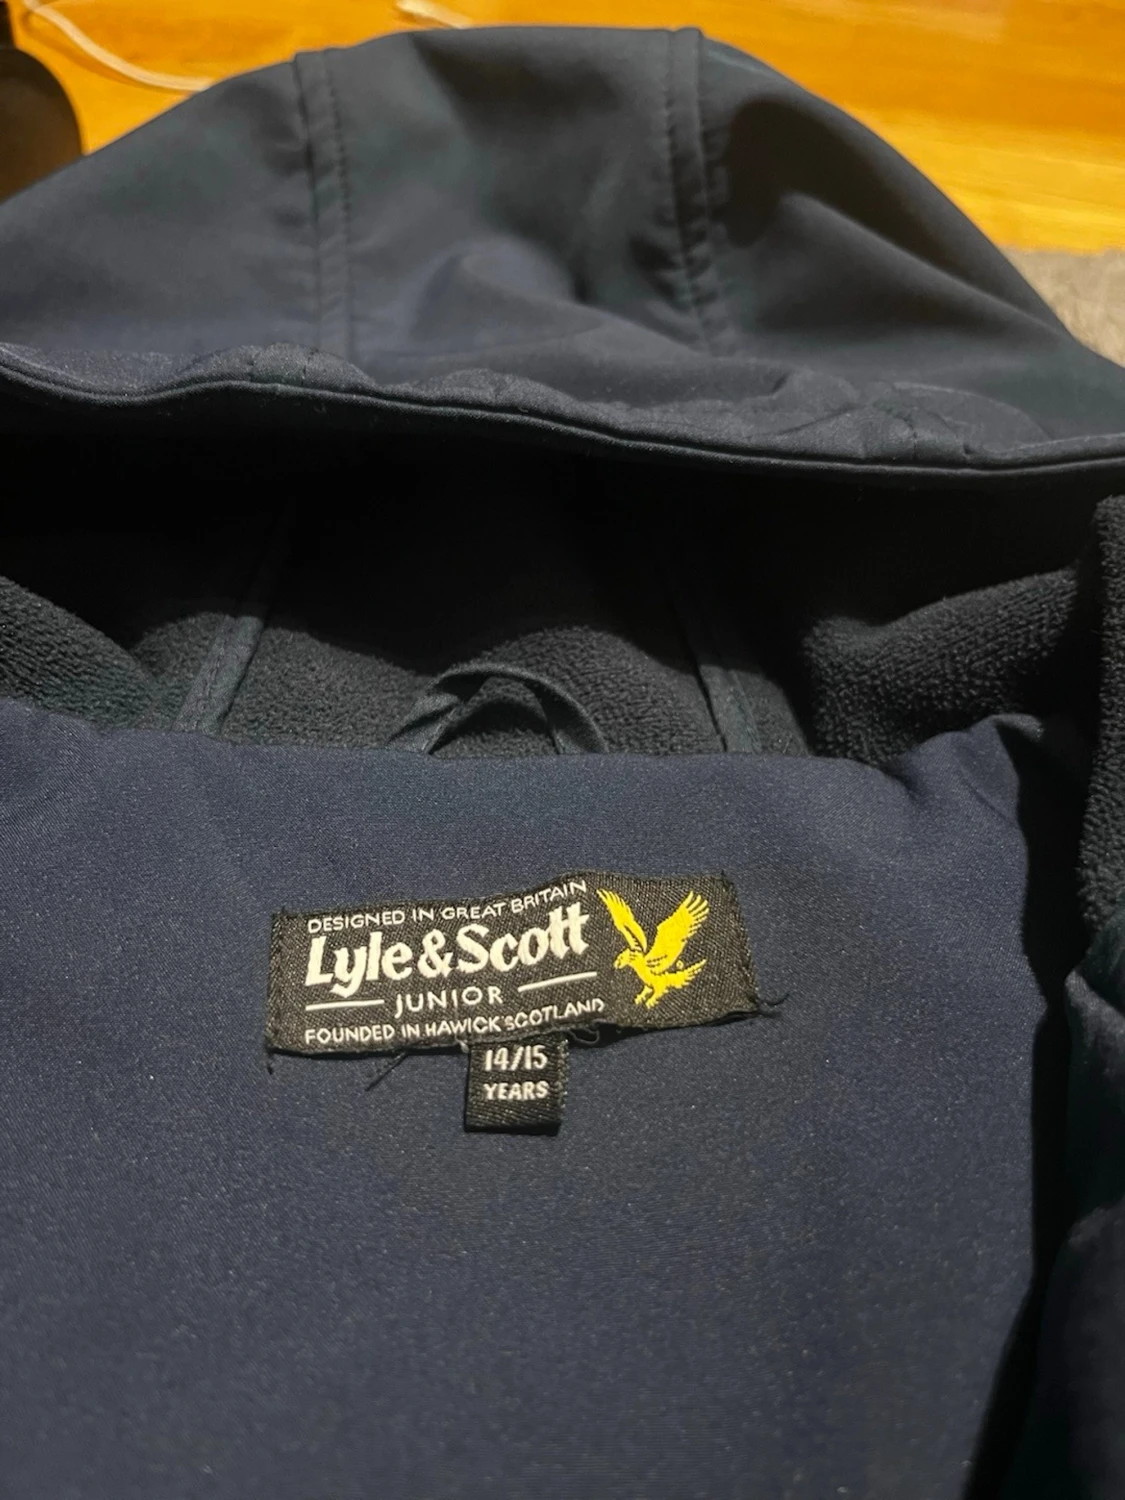 DESIGNED IN GREAT BRITAIN
Lyle&Scott
JUNIOR
FOUNDED IN HAWICK SCOTLAND
14/15
YEARS